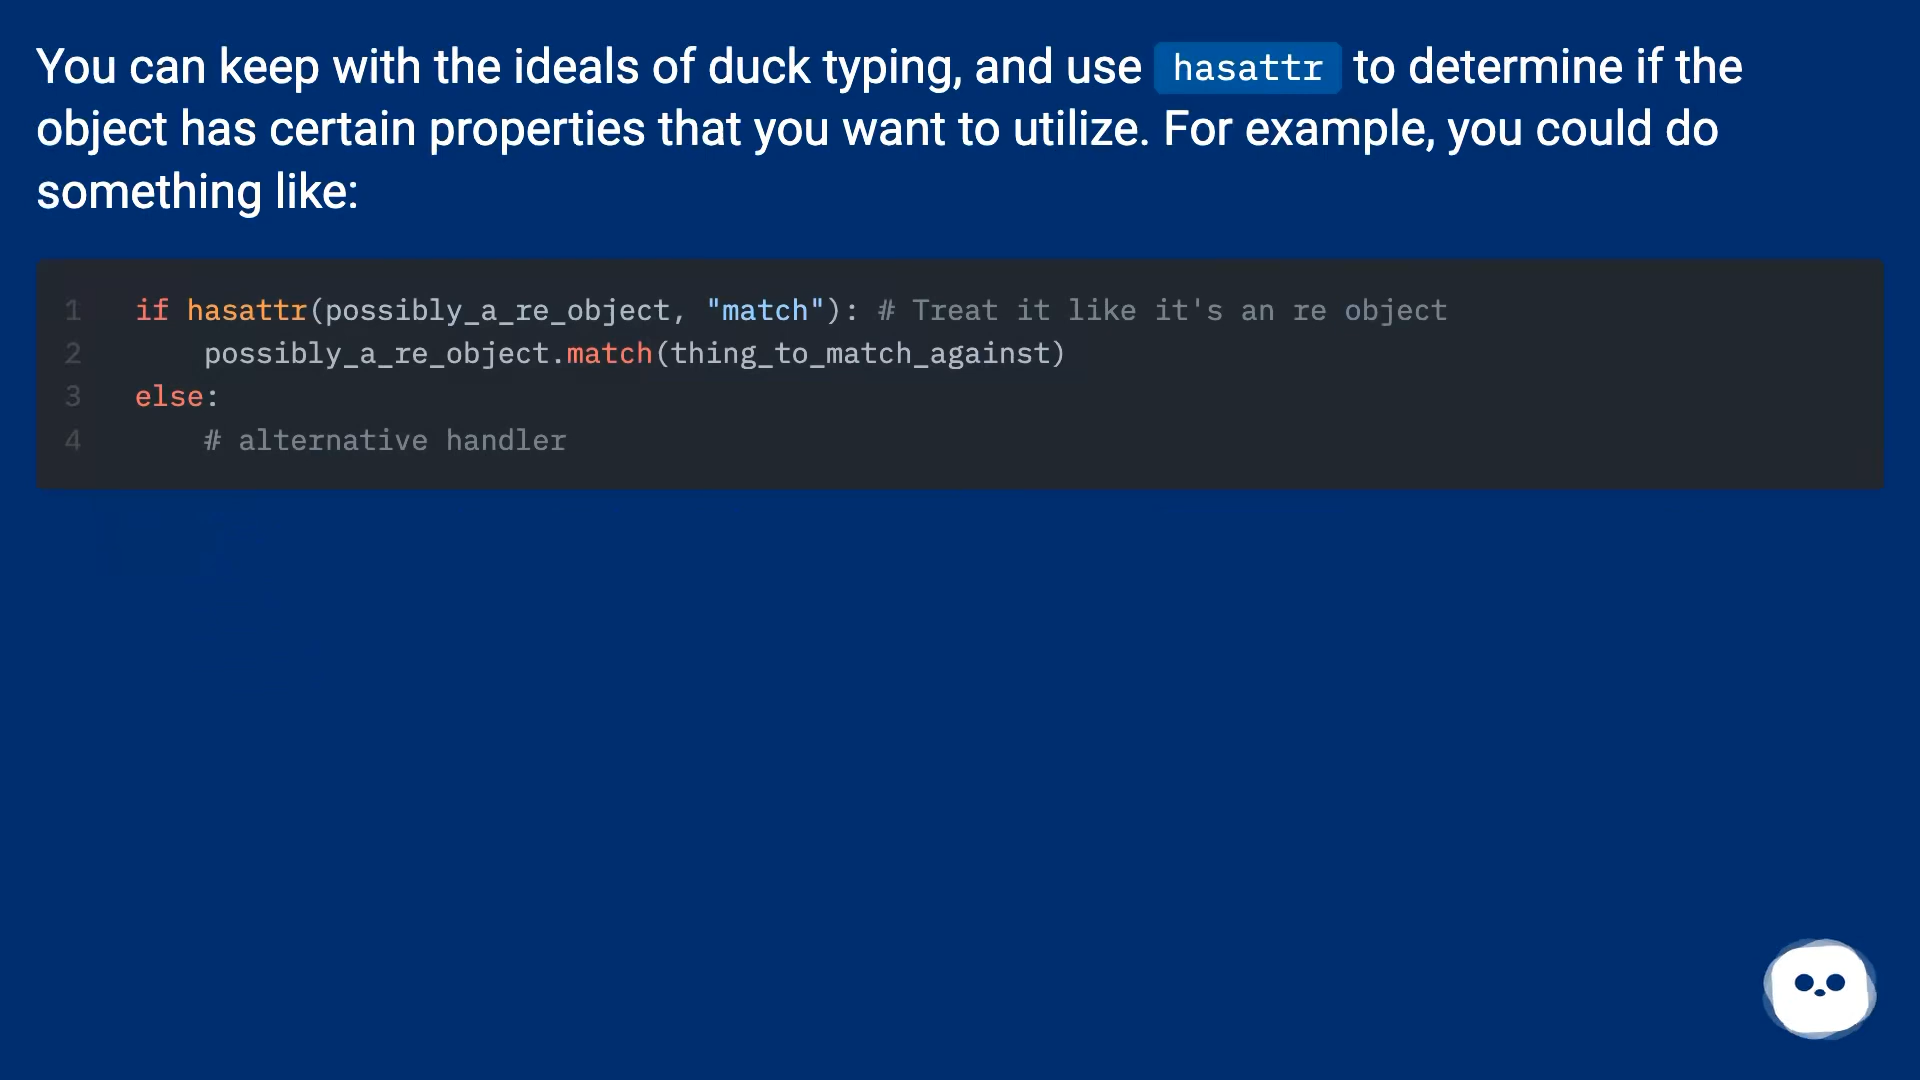 You can keep with the ideals of duck typing, and use hasattr to determine if the
object has certain properties that you want to utilize. For example, you could do
something like:
1 if hasattr(possibly_a_re_object, "match"): # Treat it like it's an re object
2     possibly_a_re_object.match(thing_to_match_against)
3 else:
4     # alternative handler